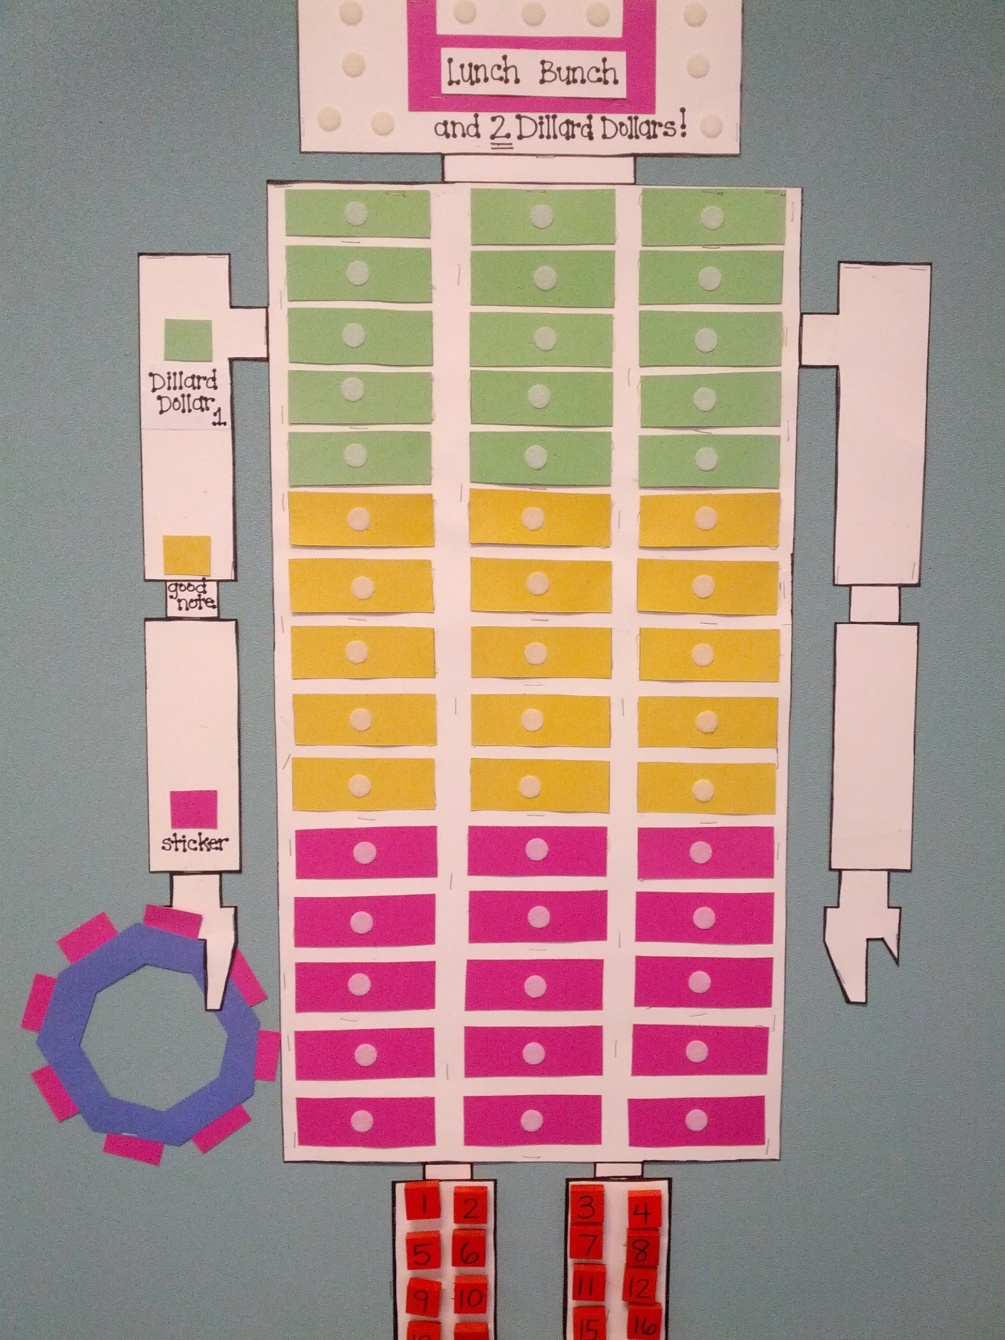 Lunch Bunch
and 2 Dillard Dollars!
Dillard
Dollar 1
good
note
sticker
1 2 3 4
5 6 7 8
9 10 11 12
15 16